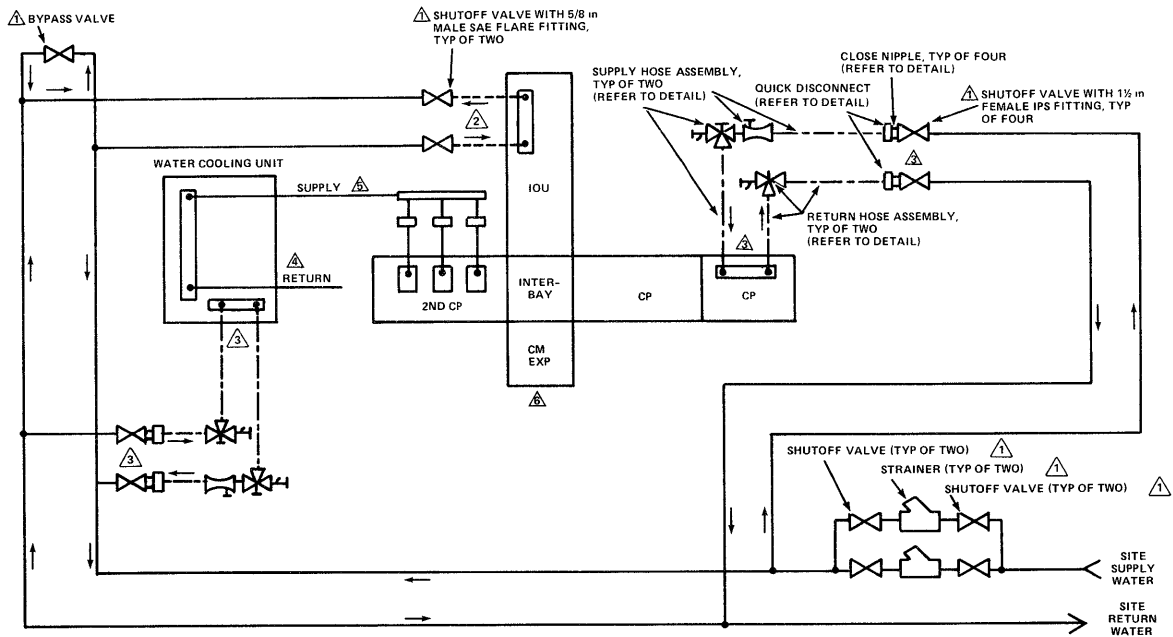 1 BYPASS VALVE
1 SHUTOFF VALVE WITH 5/8 in
MALE SAE FLARE FITTING,
TYP OF TWO
SUPPLY HOSE ASSEMBLY,
TYP OF TWO
(REFER TO DETAIL)
QUICK DISCONNECT
(REFER TO DETAIL)
CLOSE NIPPLE, TYP OF FOUR
(REFER TO DETAIL)
1 SHUTOFF VALVE WITH 1½ in
FEMALE IPS FITTING, TYP
OF FOUR
2
3
WATER COOLING UNIT
SUPPLY 5
IOU
RETURN HOSE ASSEMBLY,
TYP OF TWO
(REFER TO DETAIL)
3
4
RETURN
2ND CP
INTER-
BAY
CP
CP
3
CM
EXP
6
3
SHUTOFF VALVE (TYP OF TWO) 1
STRAINER (TYP OF TWO) 1
SHUTOFF VALVE (TYP OF TWO) 1
SITE
SUPPLY
WATER
SITE
RETURN
WATER